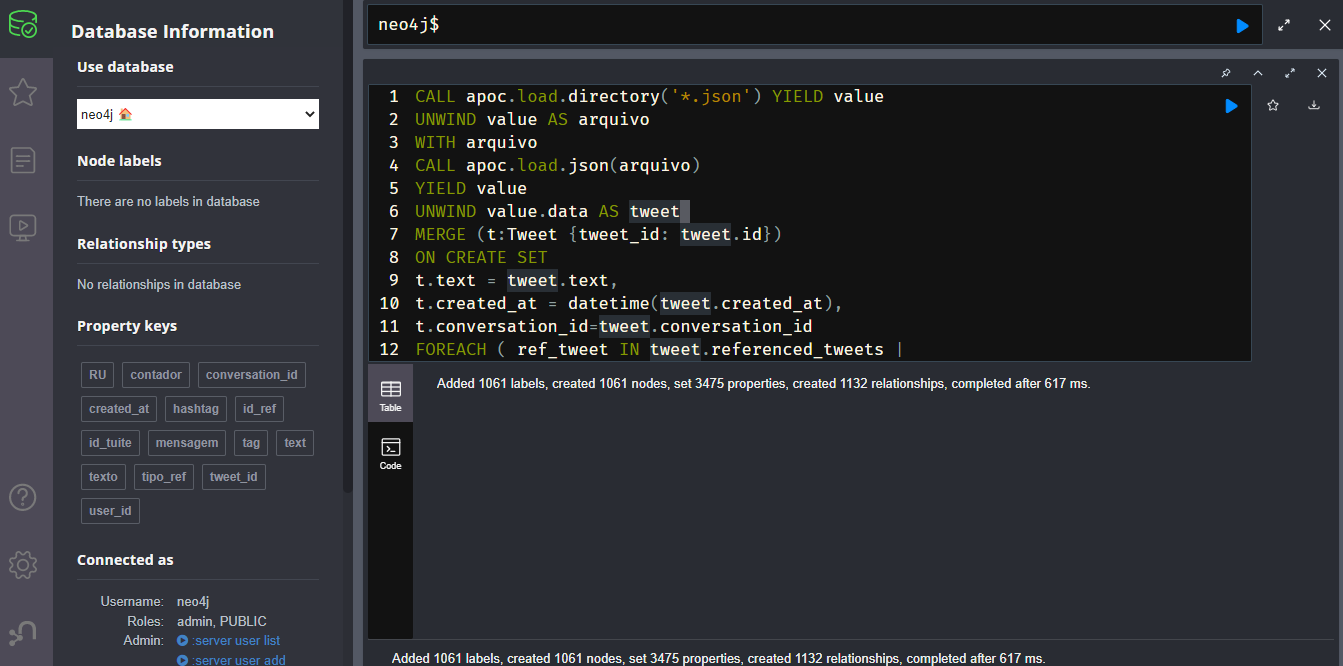 Database Information
Use database
neo4j
Node labels
There are no labels in database
Relationship types
No relationships in database
Property keys
RU contador conversation_id
created_at hashtag id_ref
id_tuite mensagem tag text
texto tipo_ref tweet_id
user_id
Connected as
Username: neo4j
Roles: admin, PUBLIC
Admin: :server user list
:server user add
neo4j$
1 CALL apoc.load.directory('*.json') YIELD value
2 UNWIND value AS arquivo
3 WITH arquivo
4 CALL apoc.load.json(arquivo)
5 YIELD value
6 UNWIND value.data AS tweet
7 MERGE (t:Tweet {tweet_id: tweet.id})
8 ON CREATE SET
9 t.text = tweet.text,
10 t.created_at = datetime(tweet.created_at),
11 t.conversation_id=tweet.conversation_id
12 FOREACH ( ref_tweet IN tweet.referenced_tweets |
Table
Code
Added 1061 labels, created 1061 nodes, set 3475 properties, created 1132 relationships, completed after 617 ms.
Added 1061 labels, created 1061 nodes, set 3475 properties, created 1132 relationships, completed after 617 ms.